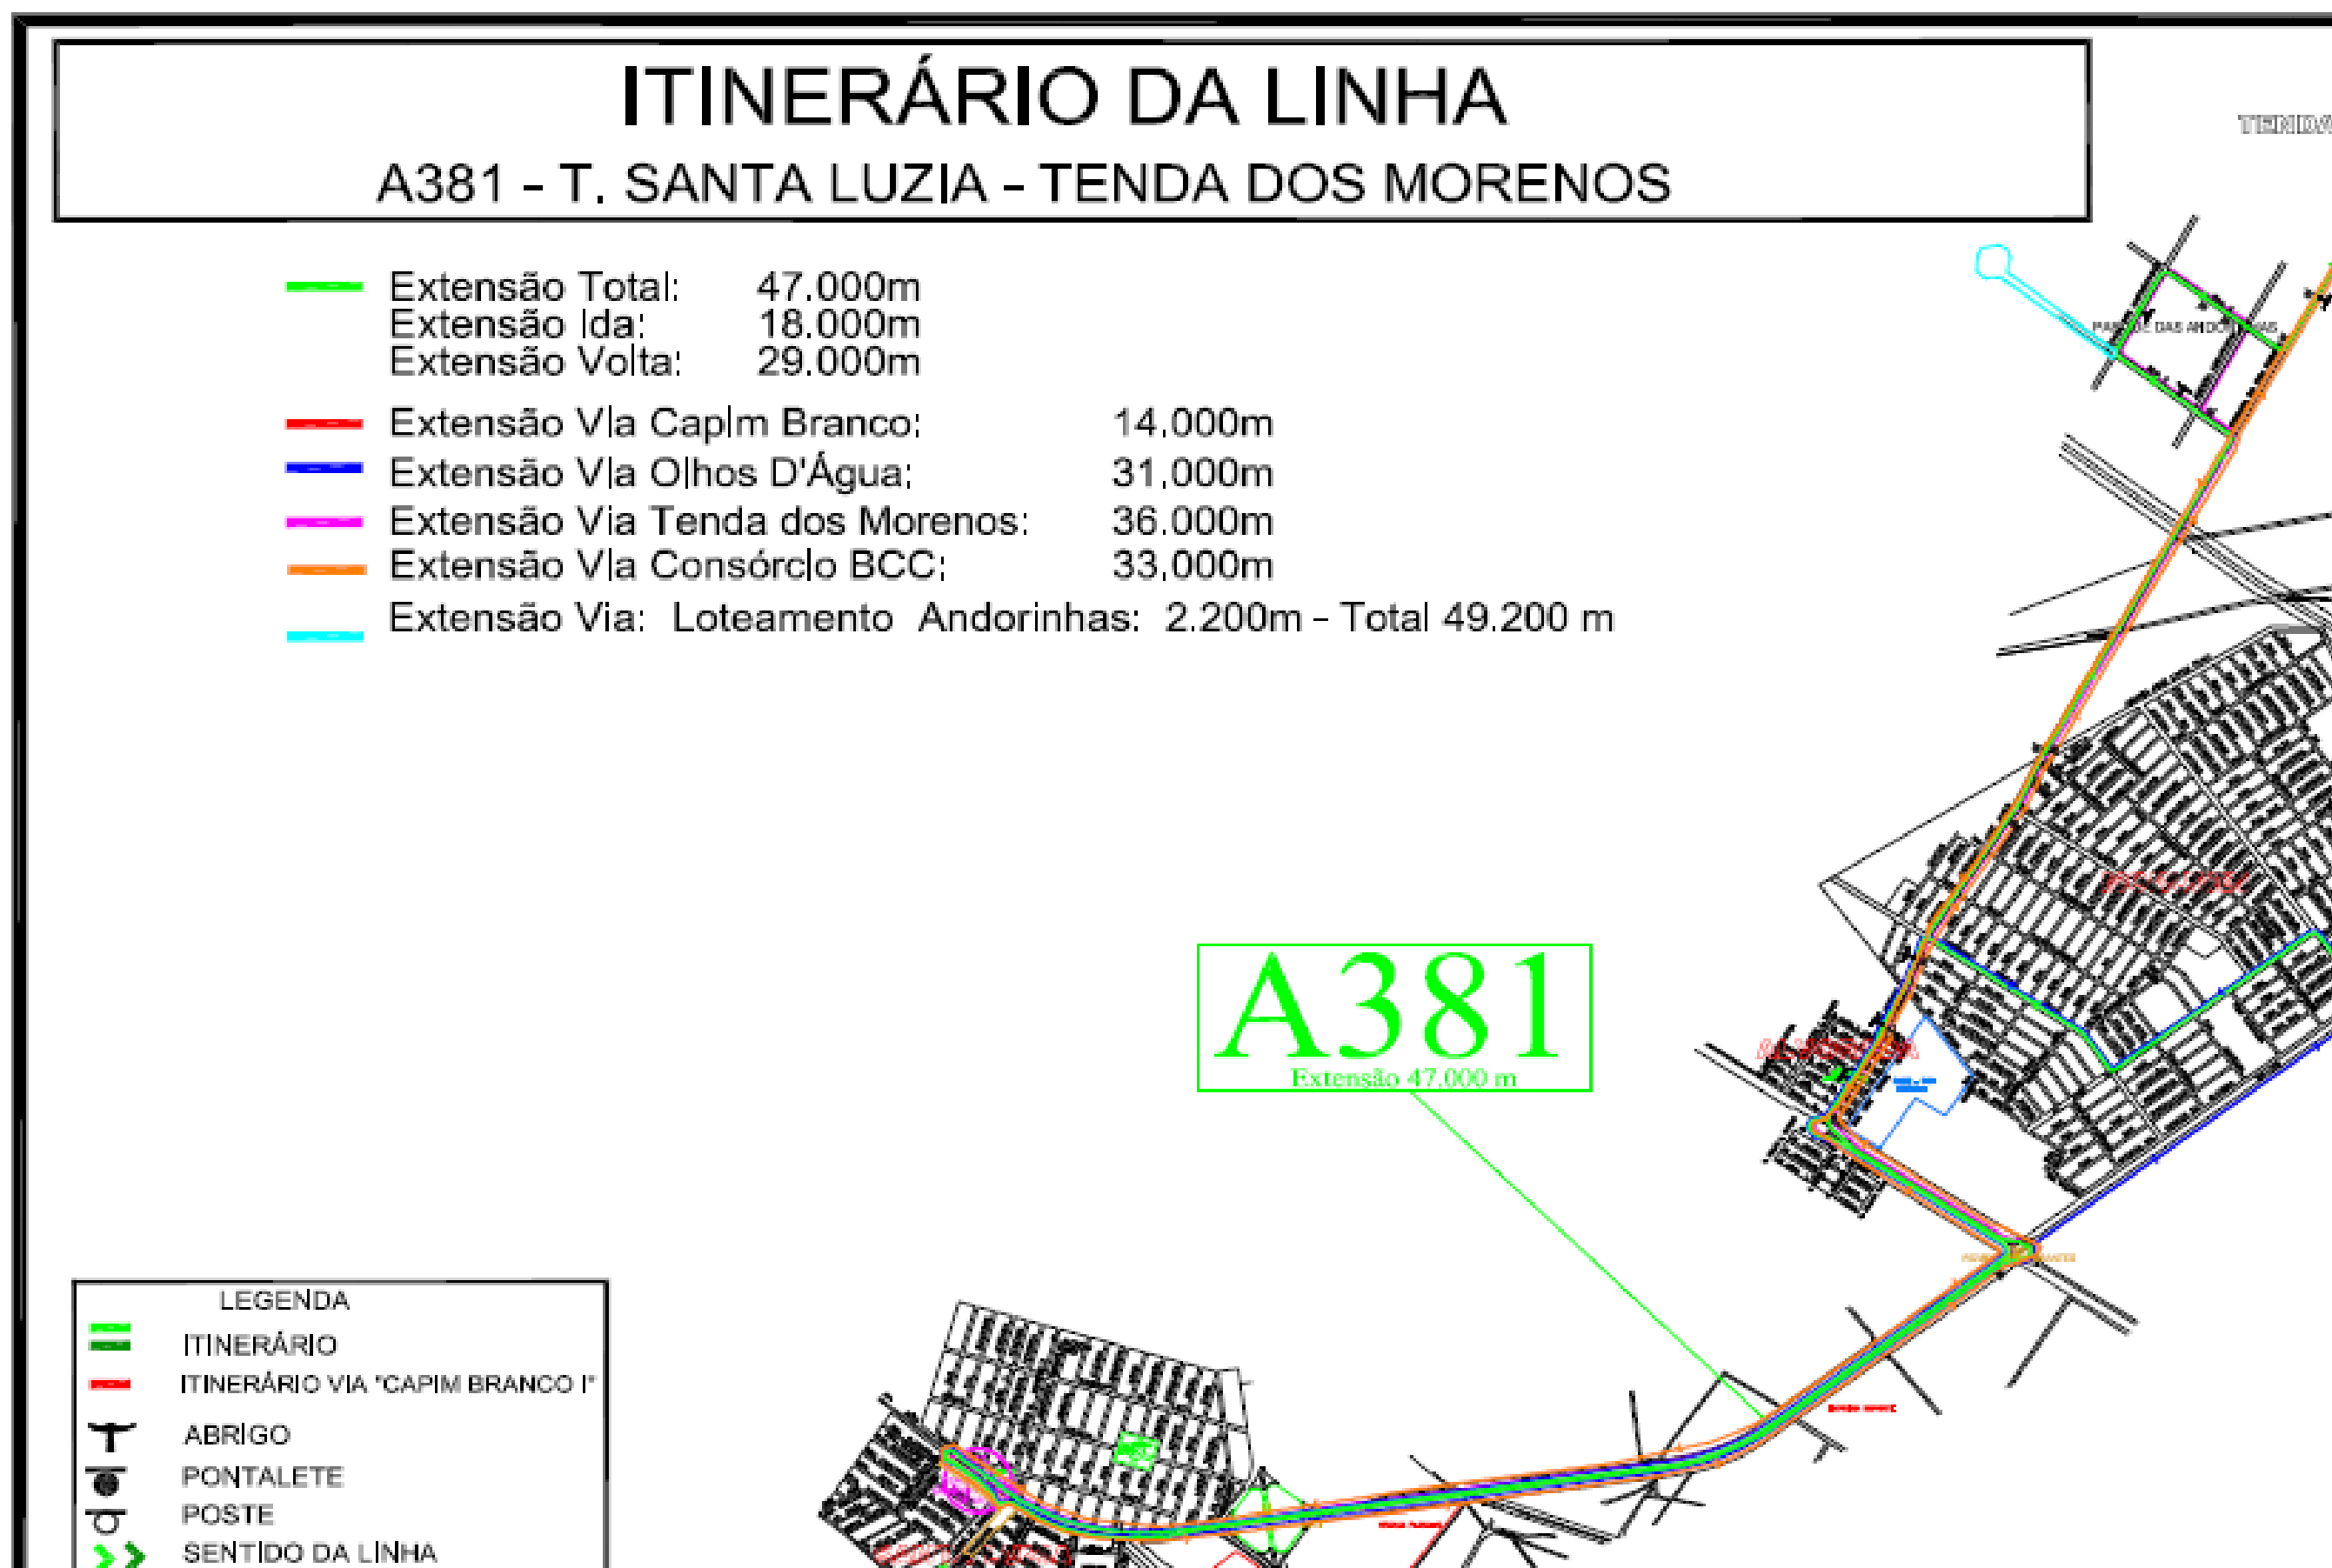 ITINERÁRIO DA LINHA
A381 - T. SANTA LUZIA - TENDA DOS MORENOS
TENDA
Extensão Total: 47.000m
Extensão Ida: 18.000m
Extensão Volta: 29.000m
Extensão Via Capim Branco: 14.000m
Extensão Via Olhos D'Água: 31.000m
Extensão Via Tenda dos Morenos: 36.000m
Extensão Via Consórcio BCC: 33.000m
Extensão Via: Loteamento Andorinhas: 2.200m - Total 49.200 m
DAS
A381
Extensão 47.000 m
LEGENDA
ITINERÁRIO
ITINERÁRIO VIA "CAPIM BRANCO I"
ABRIGO
PONTALETE
POSTE
SENTIDO DA LINHA